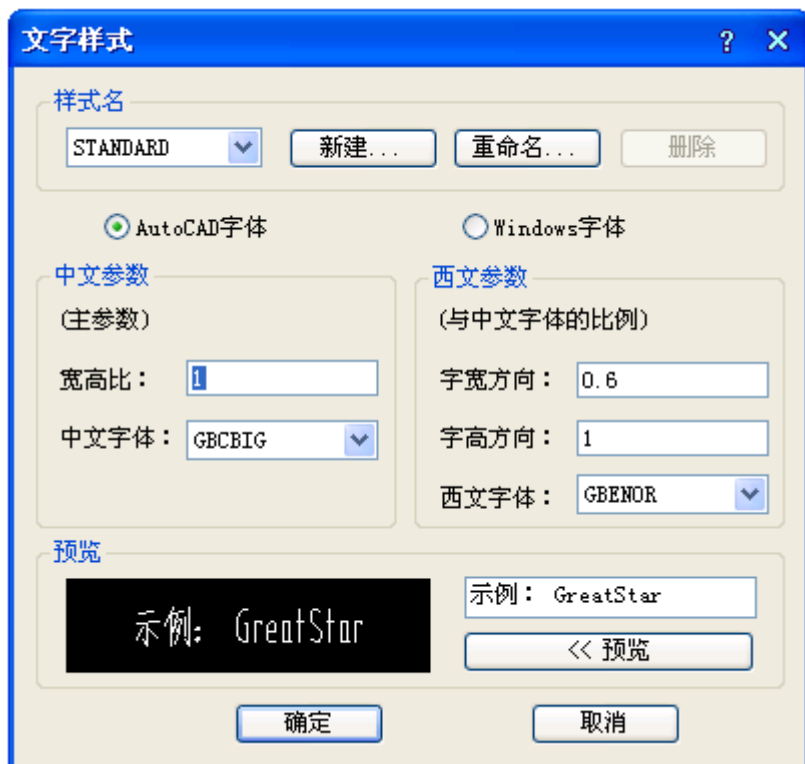 文字样式
样式名
STANDARD 新建... 重命名... 删除
AutoCAD字体 Windows字体
中文参数 西文参数
(主参数) (与中文字体的比例)
宽高比： 1 字宽方向： 0.6
中文字体： GBCBIG 字高方向： 1
西文字体： GBENOR
预览
示例： GreatStar
示例： GreatStar
<< 预览
确定 取消